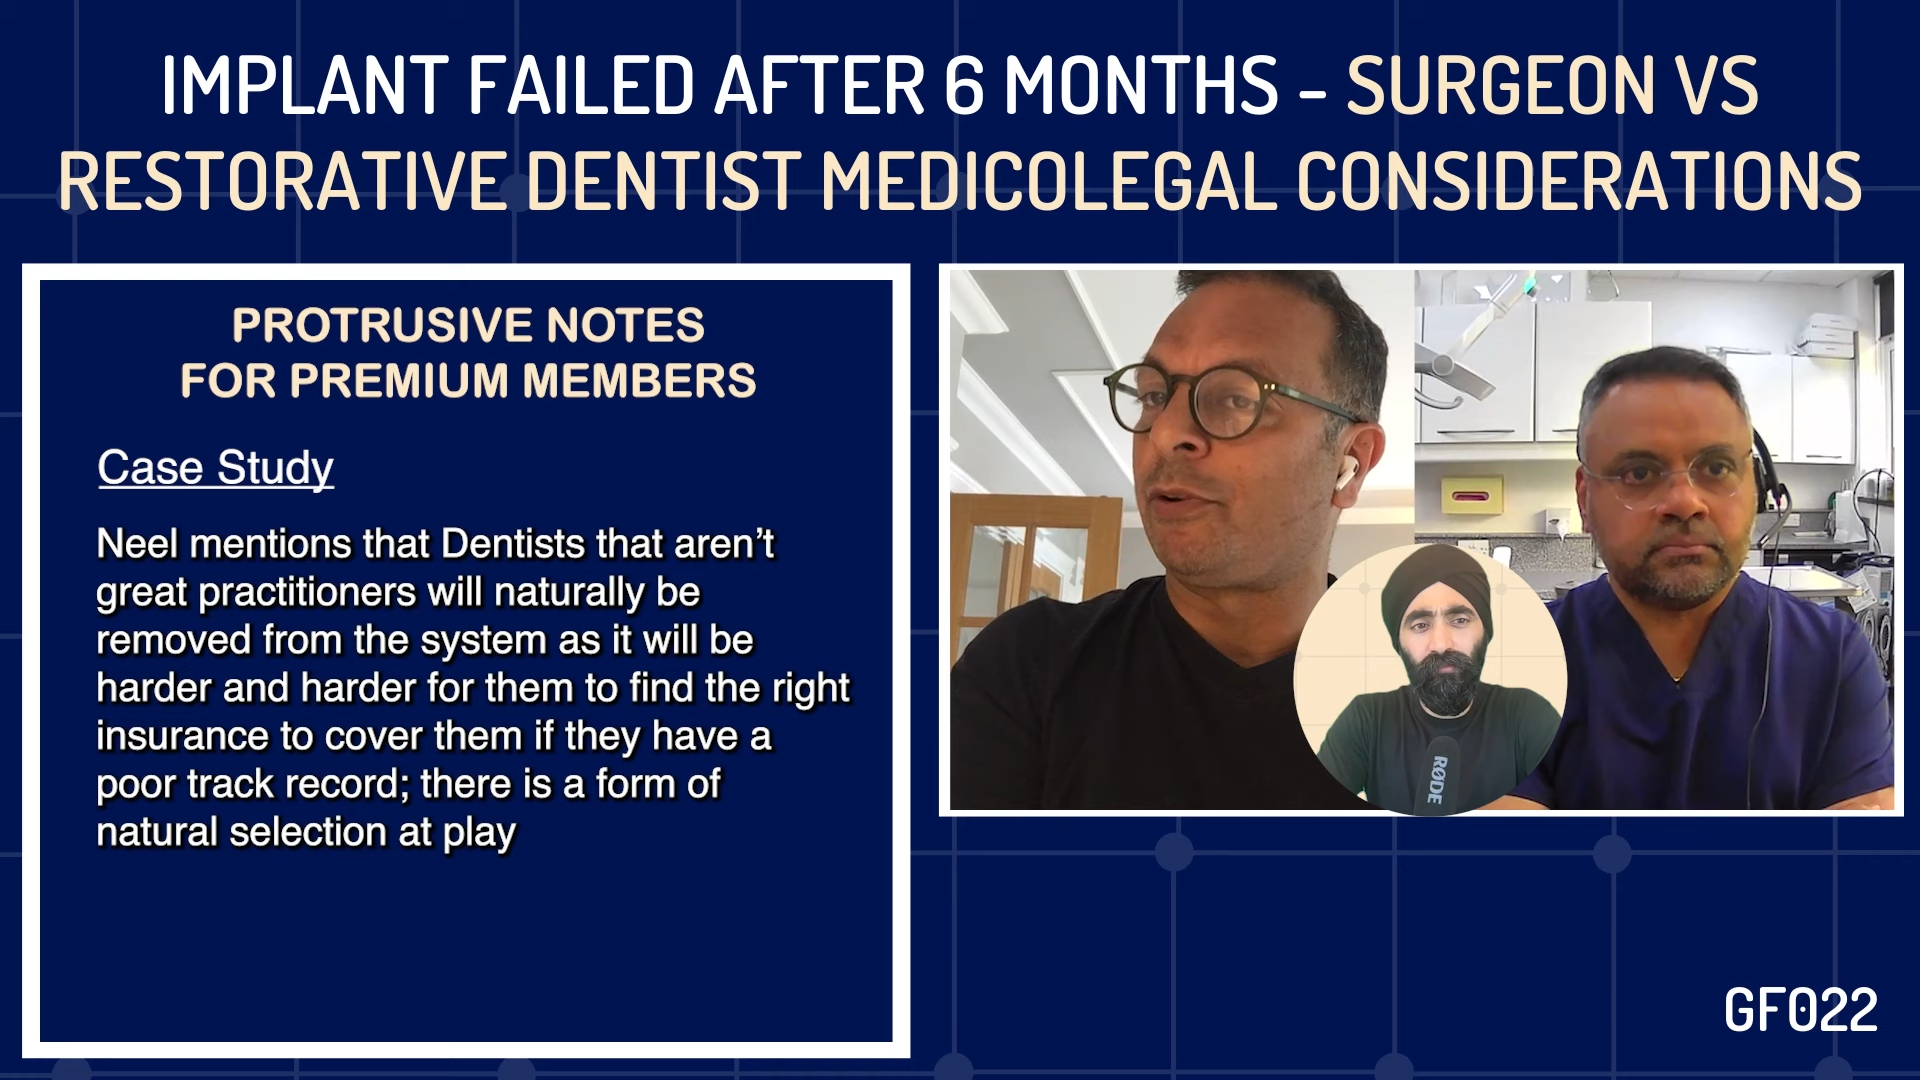 IMPLANT FAILED AFTER 6 MONTHS - SURGEON VS
RESTORATIVE DENTIST MEDICOLEGAL CONSIDERATIONS
PROTRUSIVE NOTES
FOR PREMIUM MEMBERS
Case Study
Neel mentions that Dentists that aren’t
great practitioners will naturally be
removed from the system as it will be
harder and harder for them to find the right
insurance to cover them if they have a
poor track record; there is a form of
natural selection at play
RØDE
GF022